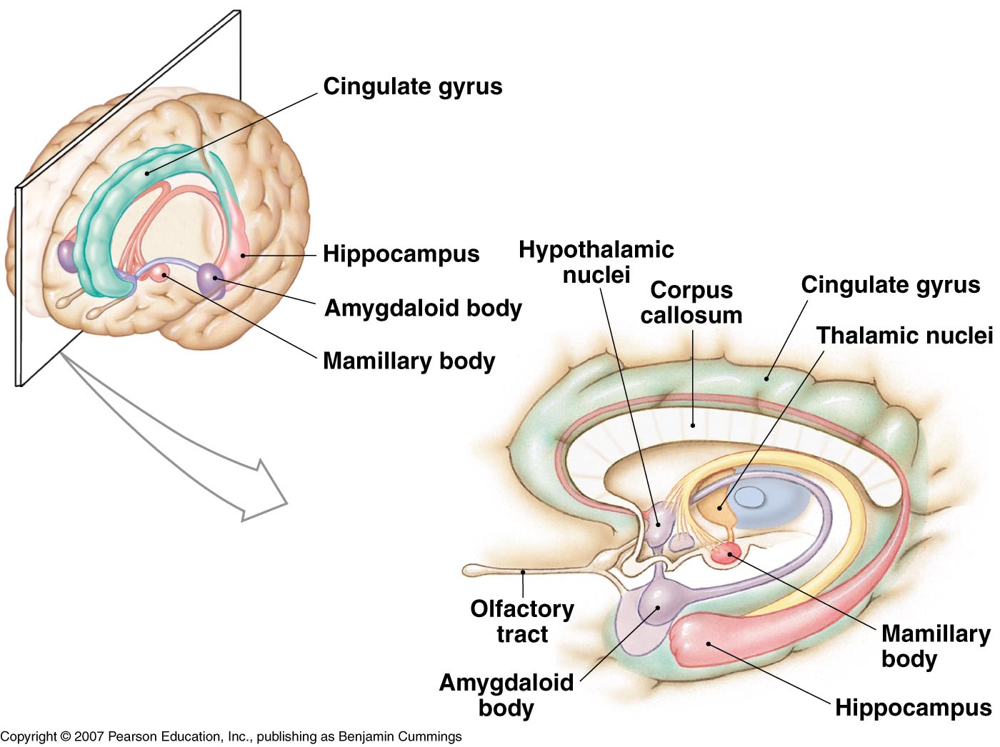 Cingulate gyrus
Hippocampus
Amygdaloid body
Mamillary body
Hypothalamic
nuclei
Corpus
callosum
Cingulate gyrus
Thalamic nuclei
Olfactory
tract
Amygdaloid
body
Mamillary
body
Hippocampus
Copyright © 2007 Pearson Education, Inc., publishing as Benjamin Cummings